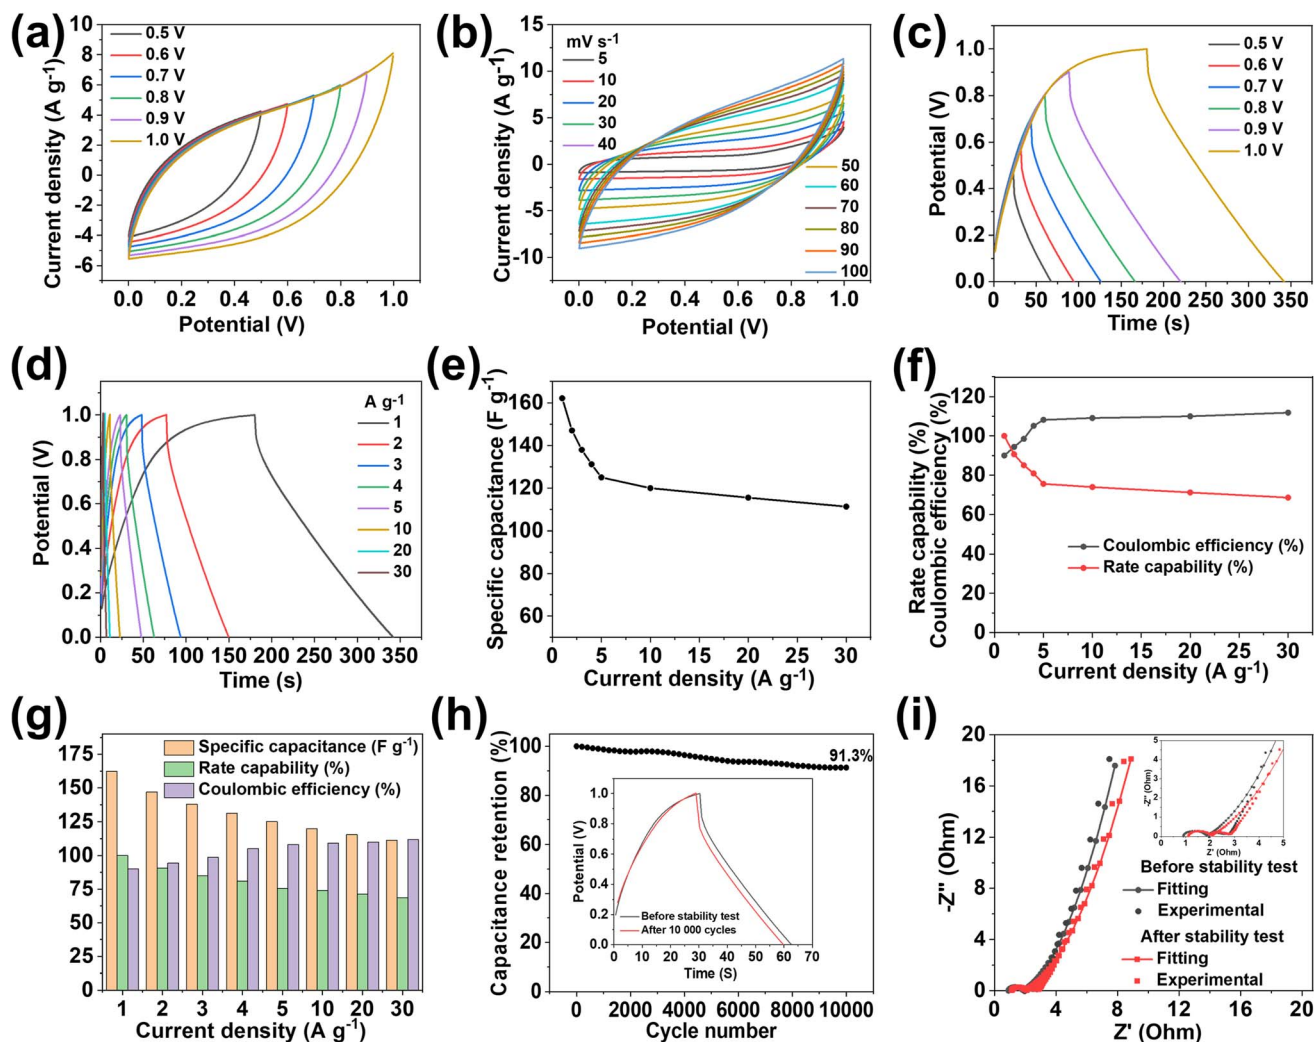 (a)
0.5 V
0.6 V
0.7 V
0.8 V
0.9 V
1.0 V
Current density (A g-1)
10
8
6
4
2
0
-2
-4
-6
0.0 0.2 0.4 0.6 0.8 1.0
Potential (V)
(b)
mV s-1
5
10
20
30
40
50
60
70
80
90
100
Current density (A g-1)
15
10
5
0
-5
-10
0.0 0.2 0.4 0.6 0.8 1.0
Potential (V)
(c)
0.5 V
0.6 V
0.7 V
0.8 V
0.9 V
1.0 V
Potential (V)
1.0
0.8
0.6
0.4
0.2
0.0
0 50 100 150 200 250 300 350
Time (s)
(d)
A g-1
1
2
3
4
5
10
20
30
Potential (V)
1.0
0.8
0.6
0.4
0.2
0.0
0 50 100 150 200 250 300 350
Time (s)
(e)
Specific capacitance (F g-1)
160
140
120
100
80
60
0 5 10 15 20 25 30
Current density (A g-1)
(f)
Rate capability (%)
Coulombic efficiency (%)
120
100
80
60
40
20
0
Coulombic efficiency (%)
Rate capability (%)
0 5 10 15 20 25 30
Current density (A g-1)
(g)
Specific capacitance (F g-1)
Rate capability (%)
Coulombic efficiency (%)
175
150
125
100
75
50
25
0
1 2 3 4 5 10 20 30
Current density (A g-1)
(h)
Capacitance retention (%)
100
80
60
40
20
0
91.3%
Potential (V)
1.0
0.8
0.6
0.4
0.2
0.0
Before stability test
After 10 000 cycles
0 10 20 30 40 50 60 70
Time (S)
0 2000 4000 6000 8000 10000
Cycle number
(i)
-Z'' (Ohm)
20
16
12
8
4
0
-Z'' (Ohm)
5
4
3
2
1
0
0 1 2 3 4 5
Z' (Ohm)
Before stability test
Fitting
Experimental
After stability test
Fitting
Experimental
0 4 8 12 16 20
Z' (Ohm)